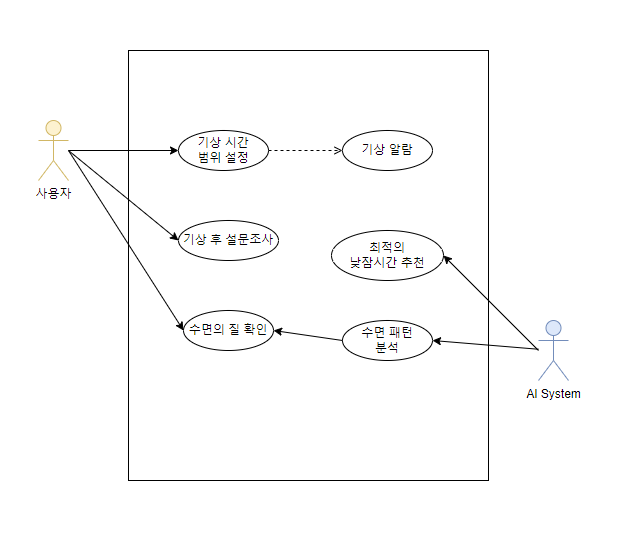 기상 시간
범위 설정
기상 알람
사용자
기상 후 설문조사
최적의
낮잠시간 추천
수면의 질 확인
수면 패턴
분석
AI System